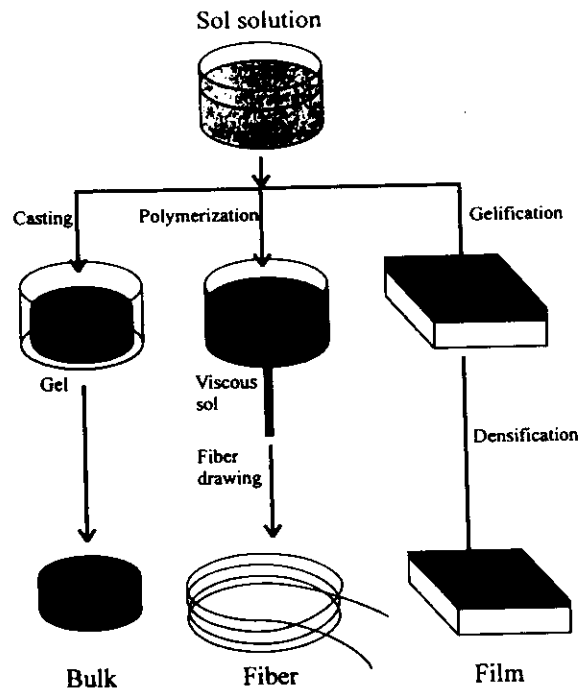 Sol solution
Casting
Polymerization
Gelification
Gel
Viscous
sol
Densification
Fiber
drawing
Bulk
Fiber
Film